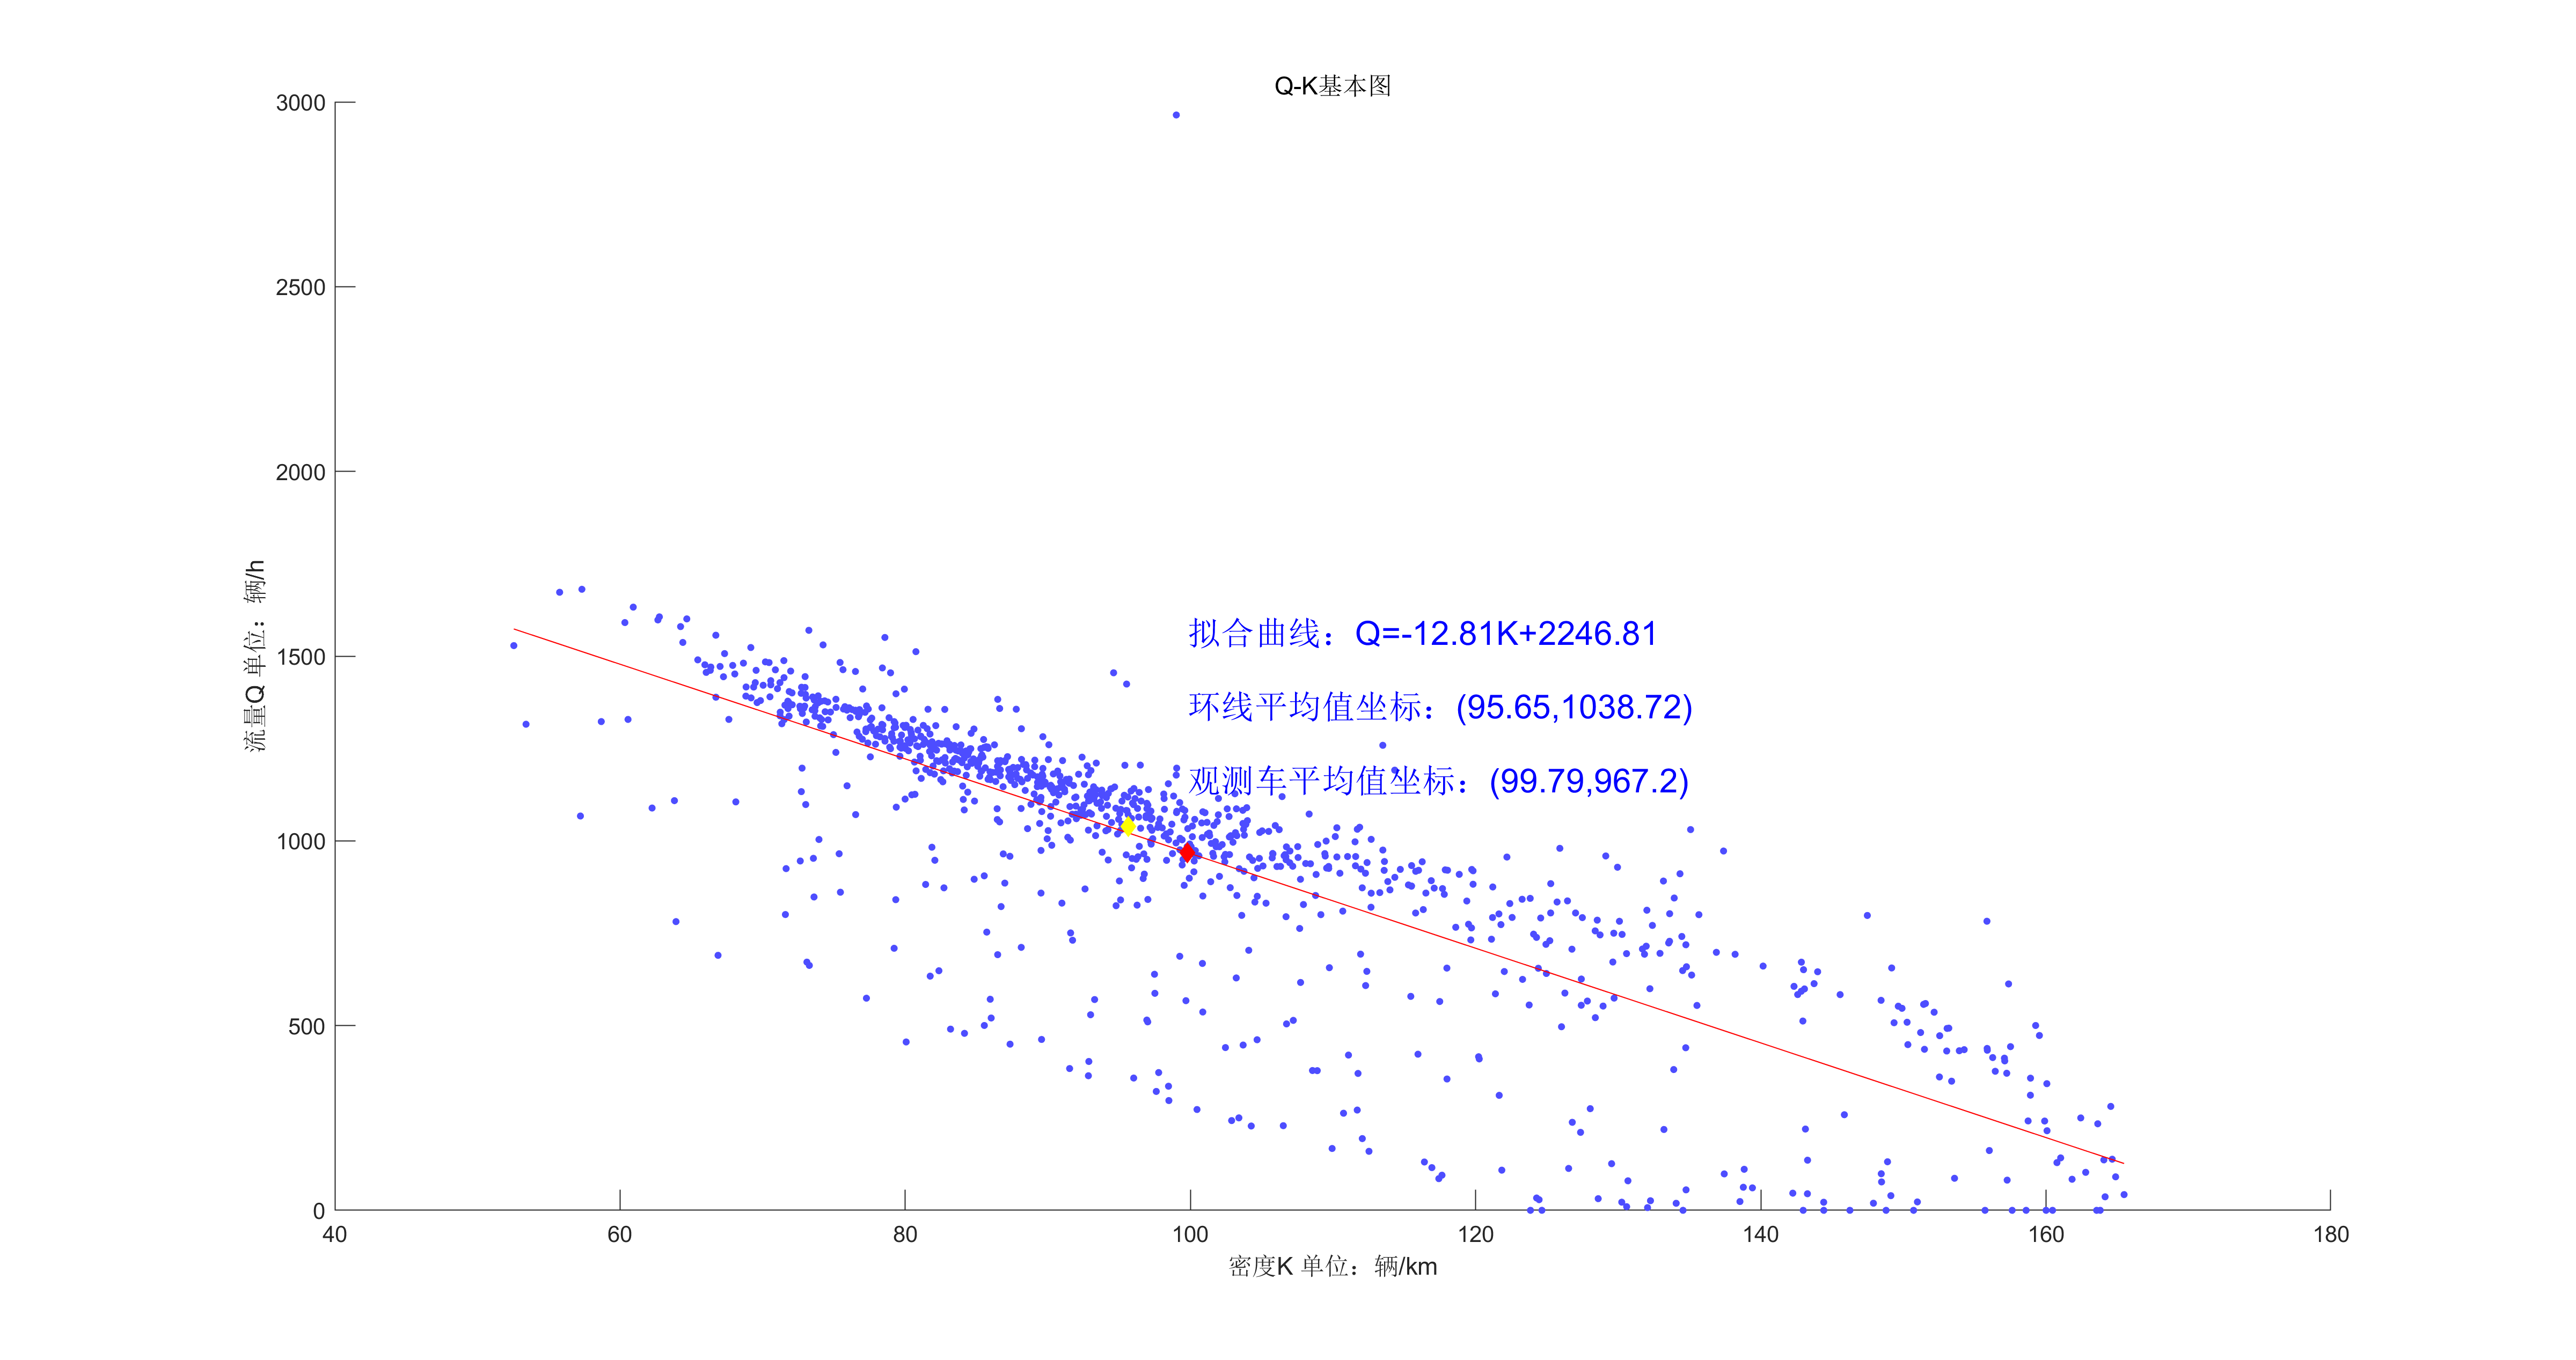 Q-K基本图
3000
2500
2000
1500
1000
500
0
流量Q 单位：辆/h
拟合曲线：Q=-12.81K+2246.81
环线平均值坐标：(95.65,1038.72)
观测车平均值坐标：(99.79,967.2)
40 60 80 100 120 140 160 180
密度K 单位：辆/km